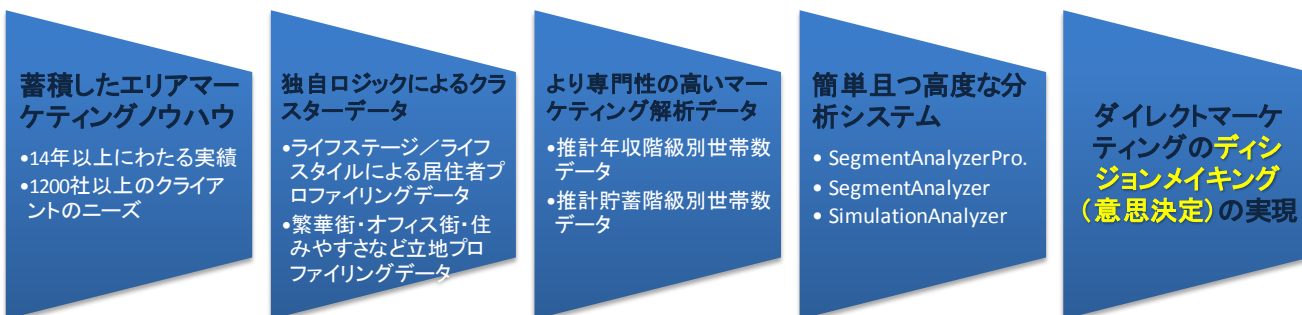 蓄積したエリアマー
ケティングノウハウ
•14年以上にわたる実績
•1200社以上のクライア
ントのニーズ
独自ロジックによるクラ
スターデータ
•ライフステージ／ライフ
スタイルによる居住者プ
ロファイリングデータ
•繁華街・オフィス街・住
みやすさなど立地プロ
ファイリングデータ
より専門性の高いマー
ケティング解析データ
•推計年収階級別世帯数
データ
•推計貯蓄階級別世帯数
データ
簡単且つ高度な分
析システム
• SegmentAnalyzerPro.
• SegmentAnalyzer
• SimulationAnalyzer
ダイレクトマーケ
ティングのディシ
ジョンメイキング
（意思決定）の実現